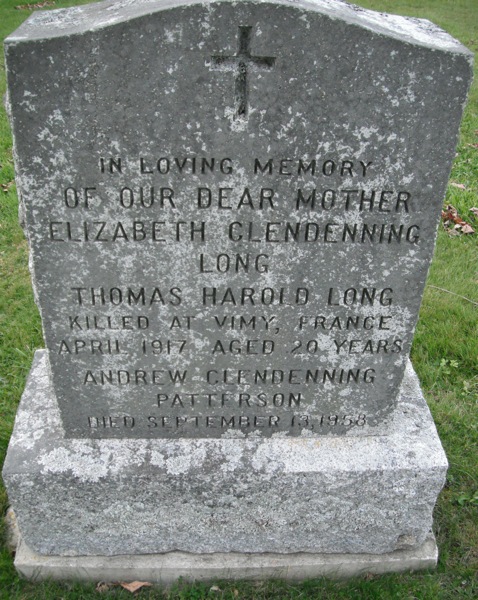 IN LOVING MEMORY
OF OUR DEAR MOTHER
ELIZABETH CLENDENNING
LONG
THOMAS HAROLD LONG
KILLED AT VIMY, FRANCE
APRIL 1917 AGED 20 YEARS
ANDREW CLENDENNING
PATTERSON
DIED SEPTEMBER 13, 1958